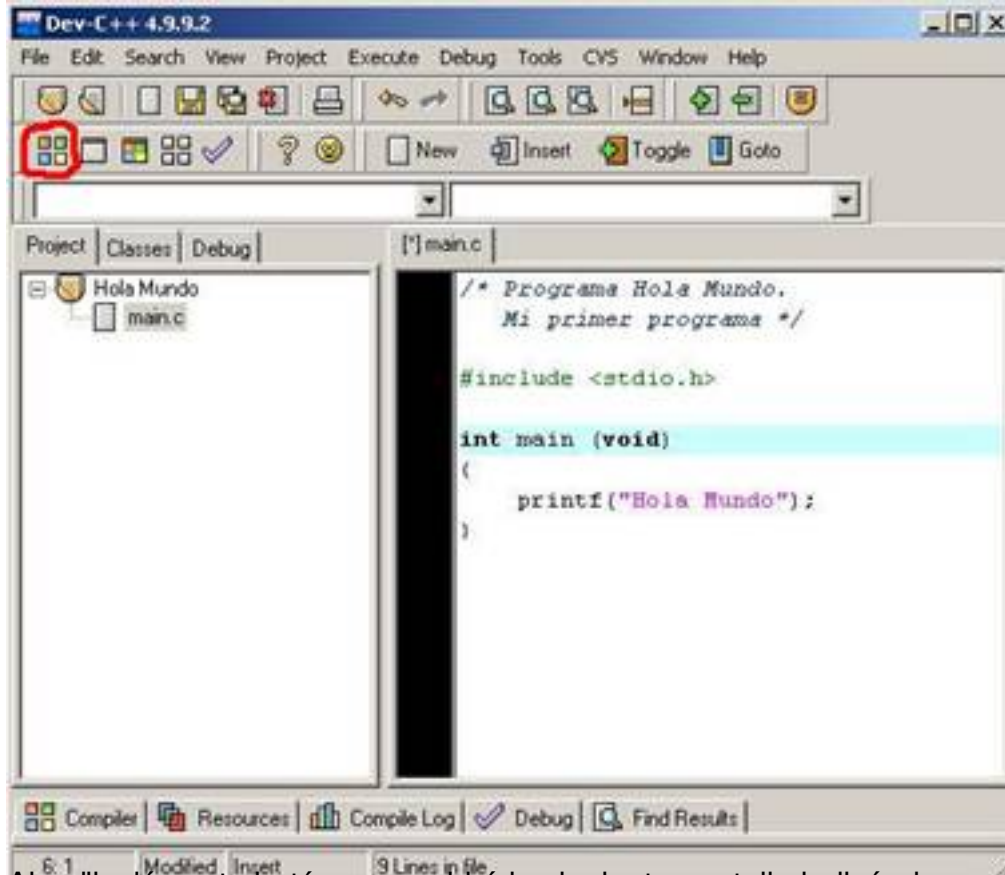 Dev-C++ 4.9.9.2
File Edit Search View Project Execute Debug Tools CVS Window Help
New Insert Toggle Goto
Project Classes Debug
[*] main.c
Hola Mundo
main.c
/* Programa Hola Mundo.
Mi primer programa */
#include <stdio.h>
int main (void)
{
printf("Hola Mundo");
}
Compiler Resources Compile Log Debug Find Results
6: 1 Modified Insert 9 Lines in file